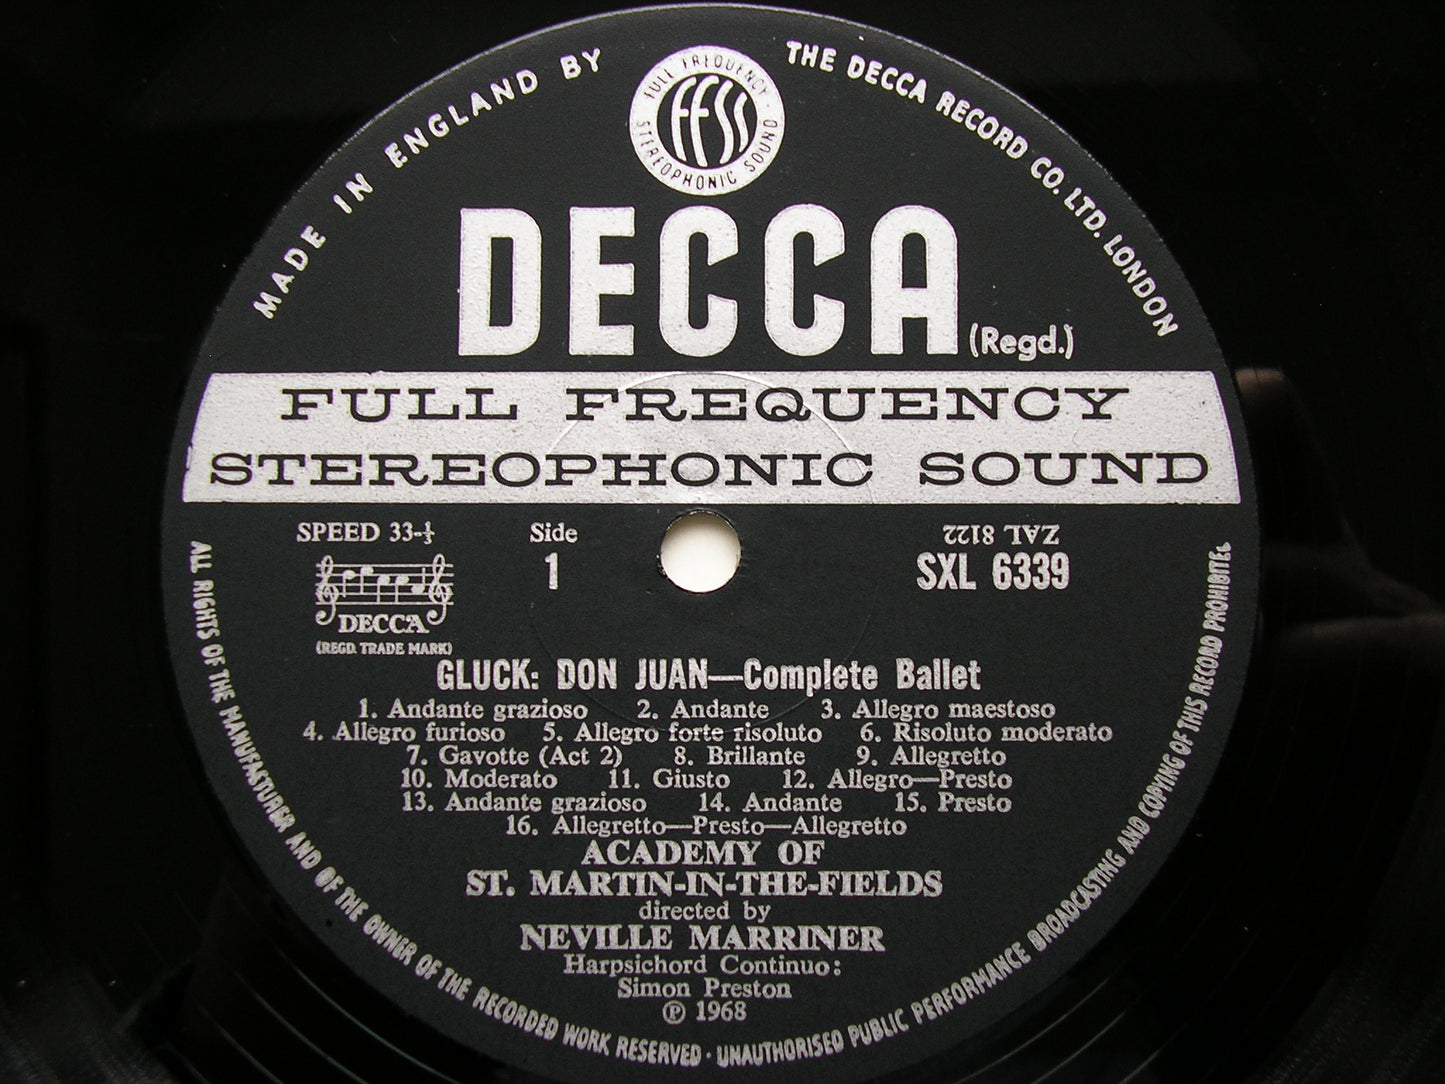 MADE IN ENGLAND BY
THE DECCA RECORD CO. LTD. LONDON
FULL FREQUENCY
ffss
STEREOPHONIC SOUND
DECCA (Regd.)
FULL FREQUENCY
STEREOPHONIC SOUND
SPEED 33-⅓
Side
1
ZAL 8122
SXL 6339
DECCA
(REGD. TRADE MARK)
GLUCK: DON JUAN—Complete Ballet
1. Andante grazioso 2. Andante 3. Allegro maestoso
4. Allegro furioso 5. Allegro forte risoluto 6. Risoluto moderato
7. Gavotte (Act 2) 8. Brillante 9. Allegretto
10. Moderato 11. Giusto 12. Allegro—Presto
13. Andante grazioso 14. Andante 15. Presto
16. Allegretto—Presto—Allegretto
ACADEMY OF
ST. MARTIN-IN-THE-FIELDS
directed by
NEVILLE MARRINER
Harpsichord Continuo:
Simon Preston
℗ 1968
ALL RIGHTS OF THE MANUFACTURER AND OF THE OWNER OF THE RECORDED WORK RESERVED · UNAUTHORISED PUBLIC PERFORMANCE BROADCASTING AND COPYING OF THIS RECORD PROHIBITED